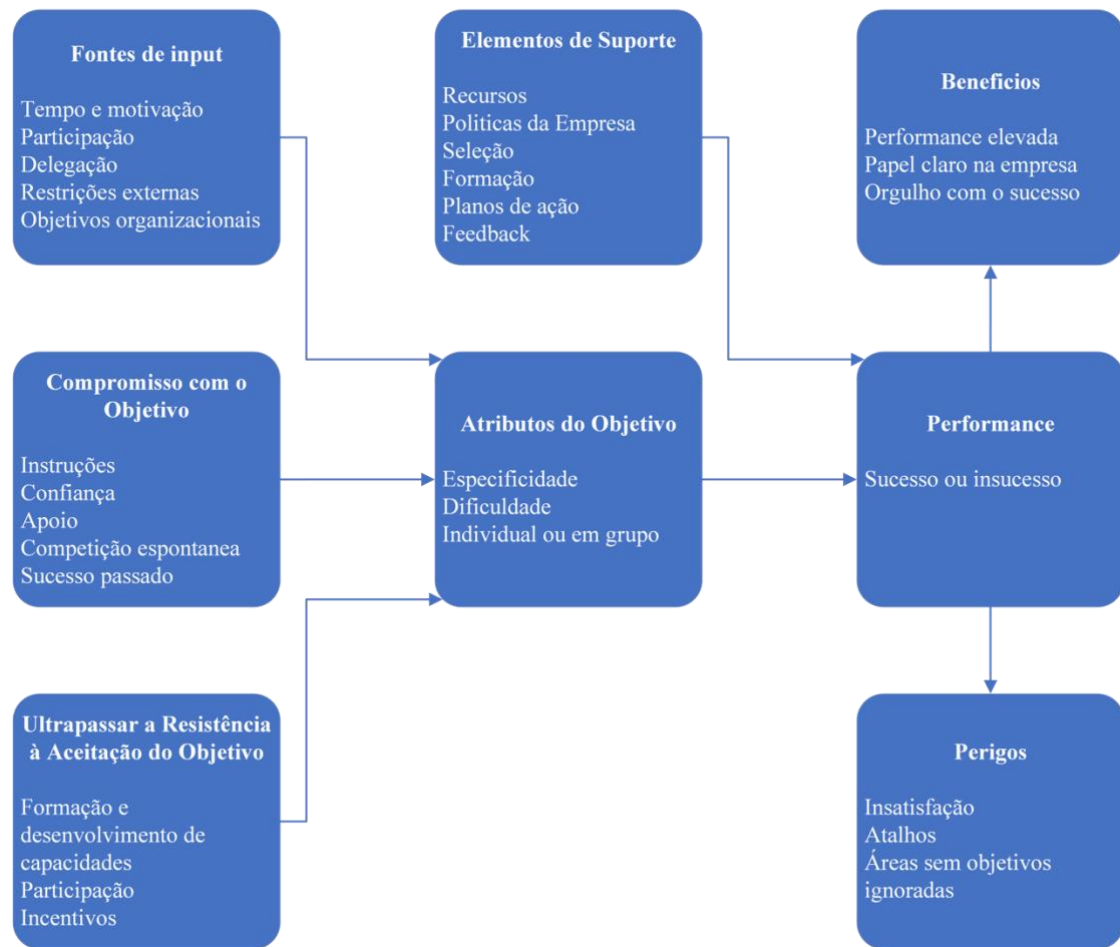 Fontes de input
Tempo e motivação
Participação
Delegação
Restrições externas
Objetivos organizacionais
Elementos de Suporte
Recursos
Politicas da Empresa
Seleção
Formação
Planos de ação
Feedback
Beneficios
Performance elevada
Papel claro na empresa
Orgulho com o sucesso
Compromisso com o
Objetivo
Instruções
Confiança
Apoio
Competição espontanea
Sucesso passado
Atributos do Objetivo
Especificidade
Dificuldade
Individual ou em grupo
Performance
Sucesso ou insucesso
Ultrapassar a Resistência
à Aceitação do Objetivo
Formação e
desenvolvimento de
capacidades
Participação
Incentivos
Perigos
Insatisfação
Atalhos
Áreas sem objetivos
ignoradas